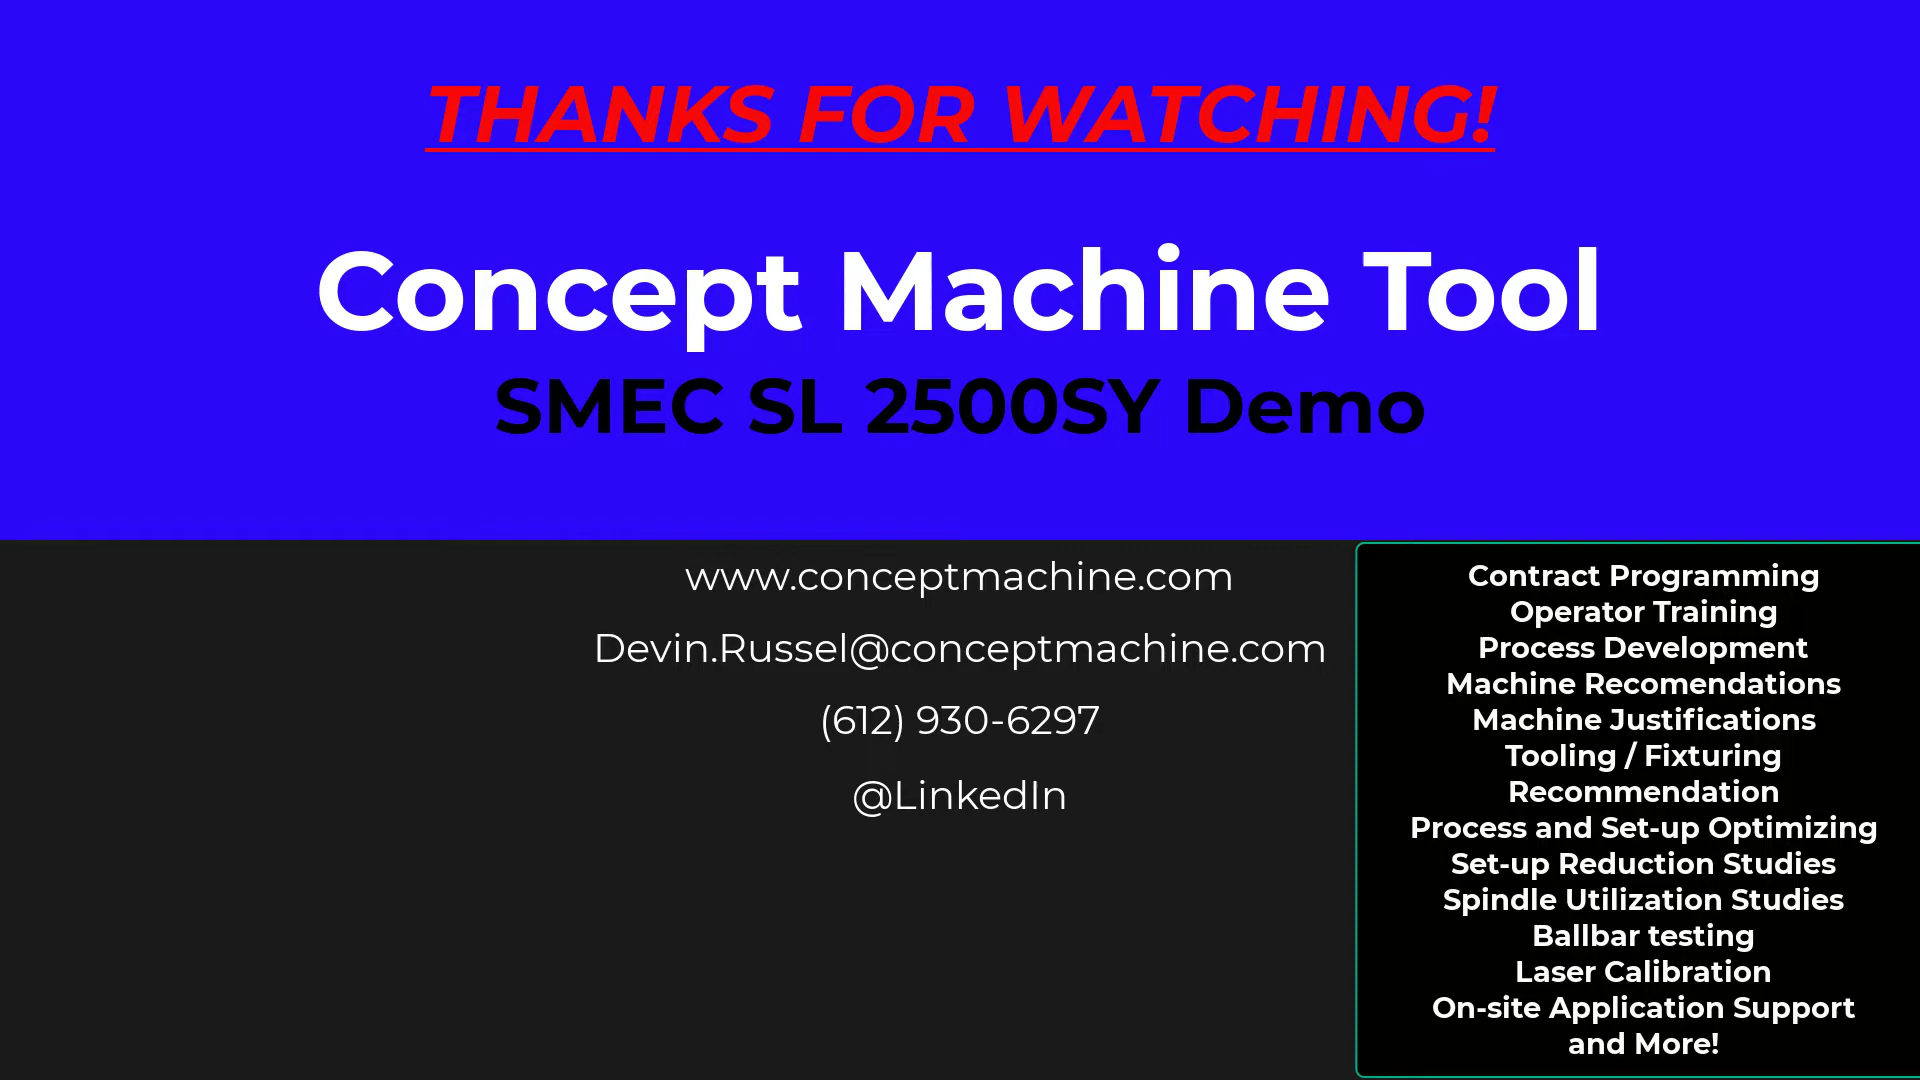 THANKS FOR WATCHING!
Concept Machine Tool
SMEC SL 2500SY Demo
www.conceptmachine.com
Devin.Russel@conceptmachine.com
(612) 930-6297
@LinkedIn
Contract Programming
Operator Training
Process Development
Machine Recomendations
Machine Justifications
Tooling / Fixturing
Recommendation
Process and Set-up Optimizing
Set-up Reduction Studies
Spindle Utilization Studies
Ballbar testing
Laser Calibration
On-site Application Support
and More!